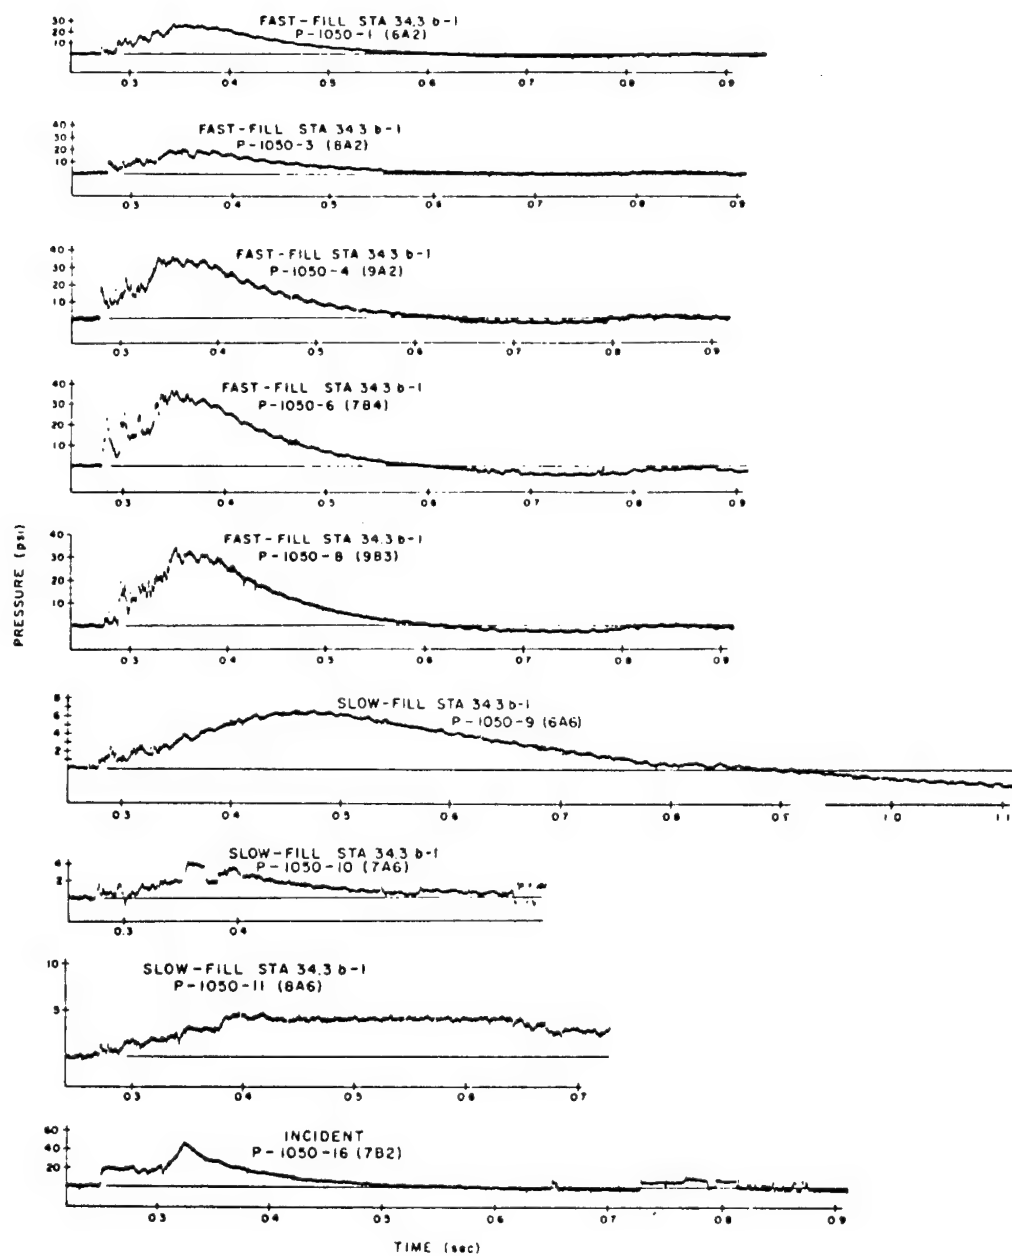 FAST-FILL STA 34.3 b-1
P-1050-1 (6A2)
30
20
10
0.3 0.4 0.5 0.6 0.7 0.8 0.9
FAST-FILL STA 34.3 b-1
P-1050-3 (8A2)
40
30
20
10
0.3 0.4 0.5 0.6 0.7 0.8 0.9
FAST-FILL STA 34.3 b-1
P-1050-4 (9A2)
40
30
20
10
0.3 0.4 0.5 0.6 0.7 0.8 0.9
FAST-FILL STA 34.3 b-1
P-1050-6 (7B4)
40
30
20
10
0.3 0.4 0.5 0.6 0.7 0.8 0.9
FAST-FILL STA 34.3 b-1
P-1050-8 (9B3)
40
30
20
10
0.3 0.4 0.5 0.6 0.7 0.8 0.9
PRESSURE (psi)
SLOW-FILL STA 34.3 b-1
P-1050-9 (6A6)
8
6
4
2
0.3 0.4 0.5 0.6 0.7 0.8 1.0 1.1
SLOW-FILL STA 34.3 b-1
P-1050-10 (7A6)
4
2
0.3 0.4
SLOW-FILL STA 34.3 b-1
P-1050-11 (8A6)
10
5
0.3 0.4 0.5 0.6 0.7
INCIDENT
P-1050-16 (7B2)
60
40
20
0.3 0.4 0.5 0.6 0.7 0.8 0.9
TIME (sec)